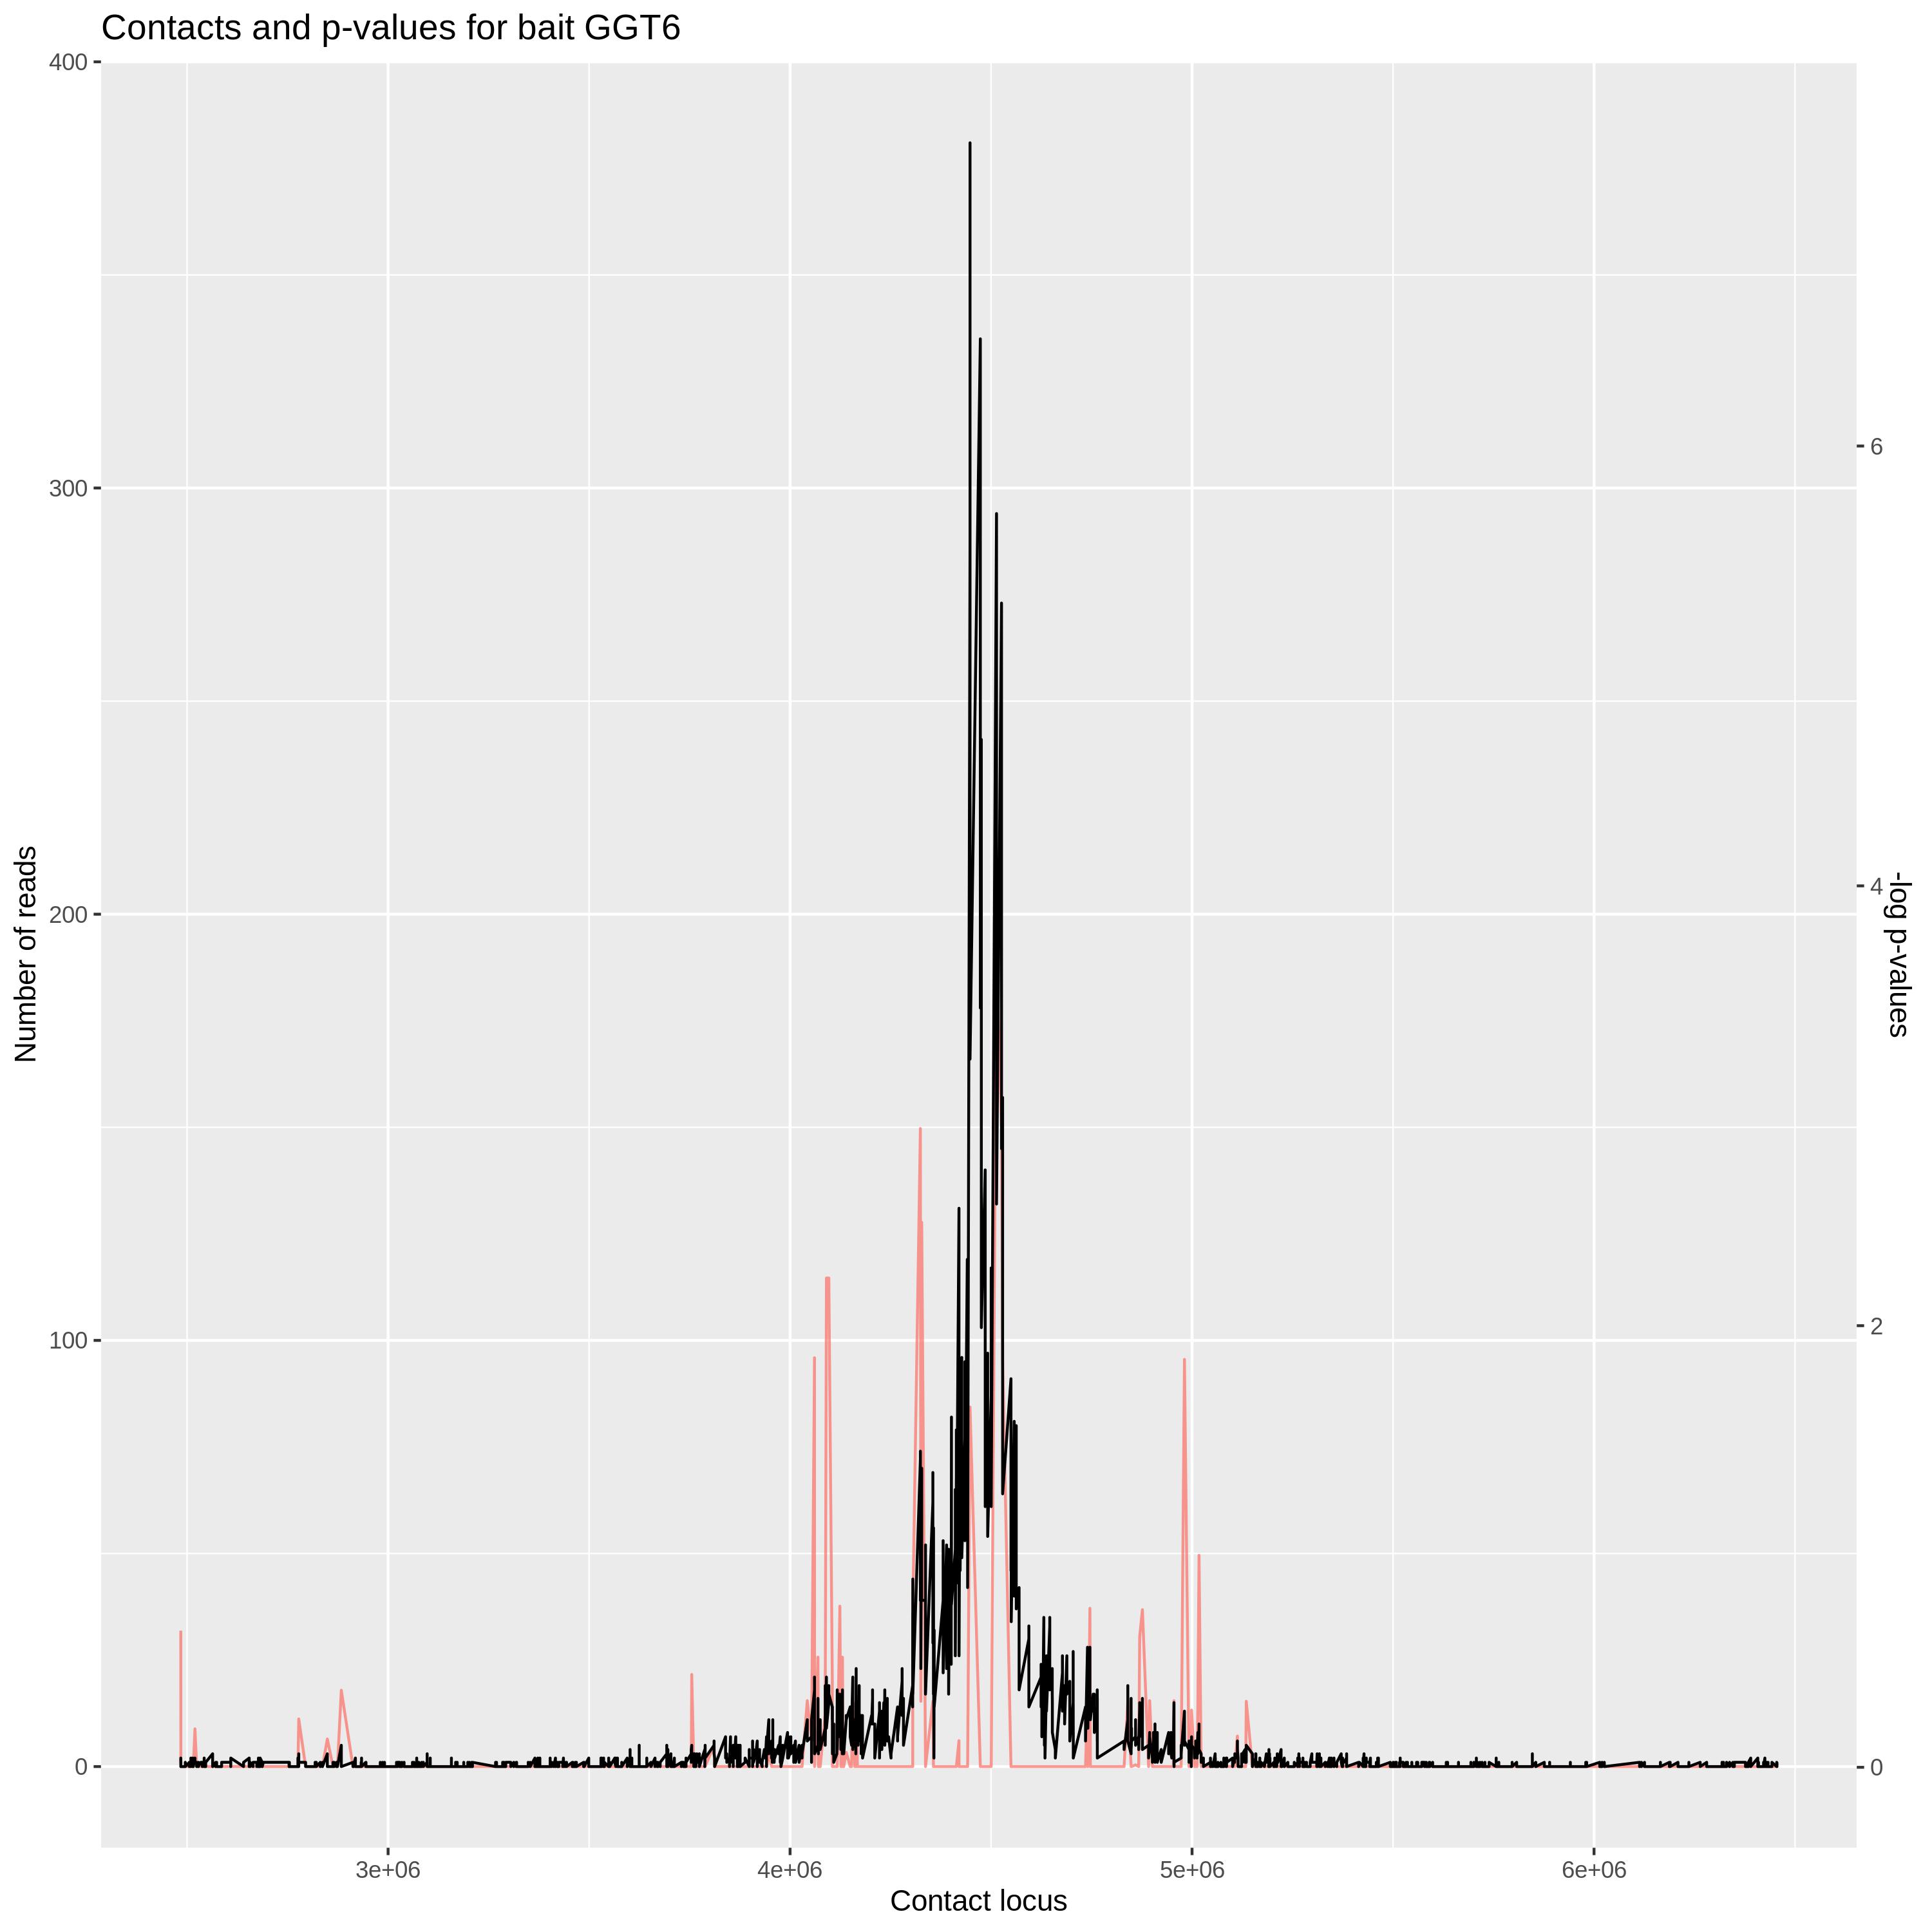 Contacts and p-values for bait GGT6
400
300
200
100
0
Number of reads
6
4
2
0
-log p-values
3e+06
4e+06
5e+06
6e+06
Contact locus